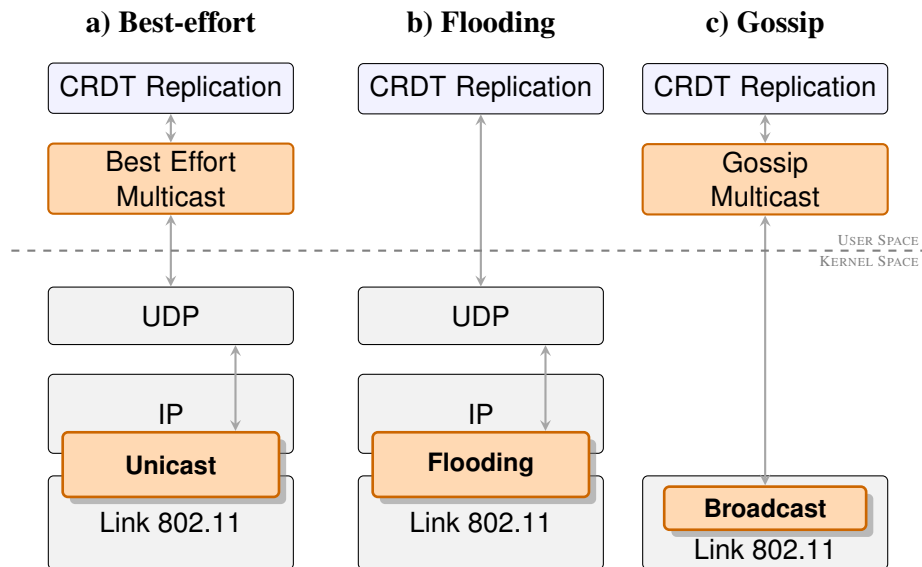 a) Best-effort
b) Flooding
c) Gossip
CRDT Replication
CRDT Replication
CRDT Replication
Best Effort
Multicast
Gossip
Multicast
USER SPACE
KERNEL SPACE
UDP
UDP
IP
IP
Unicast
Flooding
Broadcast
Link 802.11
Link 802.11
Link 802.11